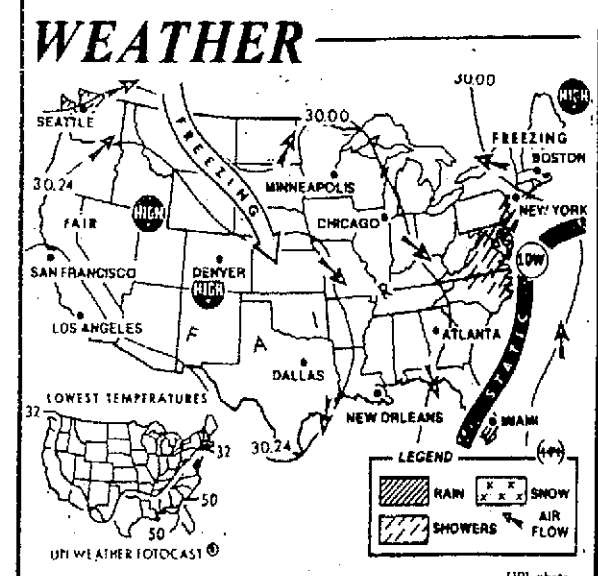 WEATHER
30.00
HIGH
SEATTLE
FREEZING
30.00
FREEZING
BOSTON
30.24
MINNEAPOLIS
NEW YORK
HIGH
CHICAGO
FAIR
LOW
SAN FRANCISCO
DENVER
HIGH
LOS ANGELES
F A
ATLANTA
DALLAS
STATIC
LOWEST TEMPERATURES
NEW ORLEANS
MIAMI
32
30.24
32
LEGEND
RAIN
SNOW
50
SHOWERS
AIR
FLOW
50
UPI WEATHER FOTOCAST ®
UPI photo